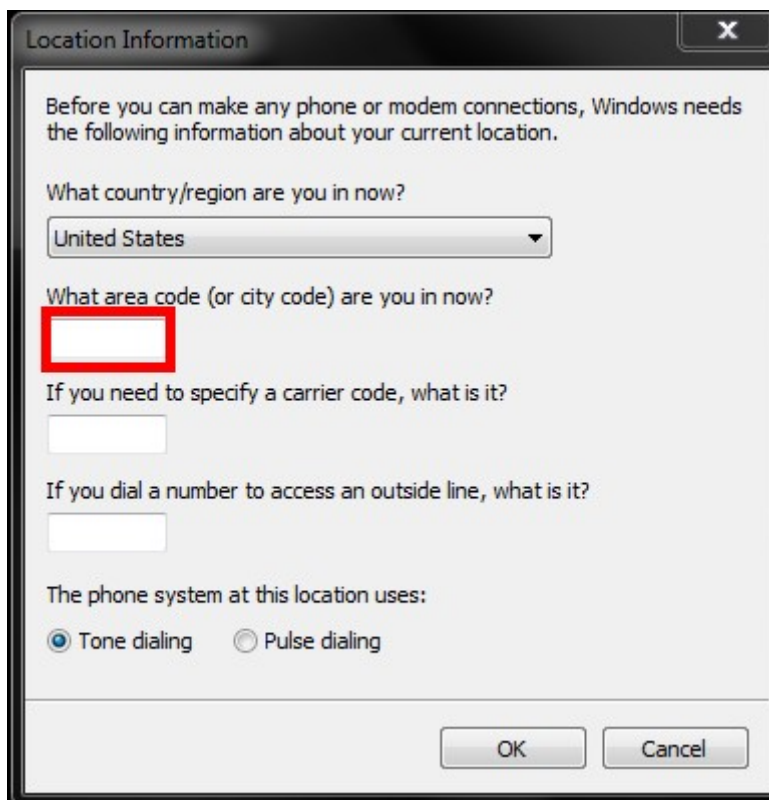 Location Information
x
Before you can make any phone or modem connections, Windows needs
the following information about your current location.
What country/region are you in now?
United States
What area code (or city code) are you in now?
If you need to specify a carrier code, what is it?
If you dial a number to access an outside line, what is it?
The phone system at this location uses:
Tone dialing Pulse dialing
OK Cancel